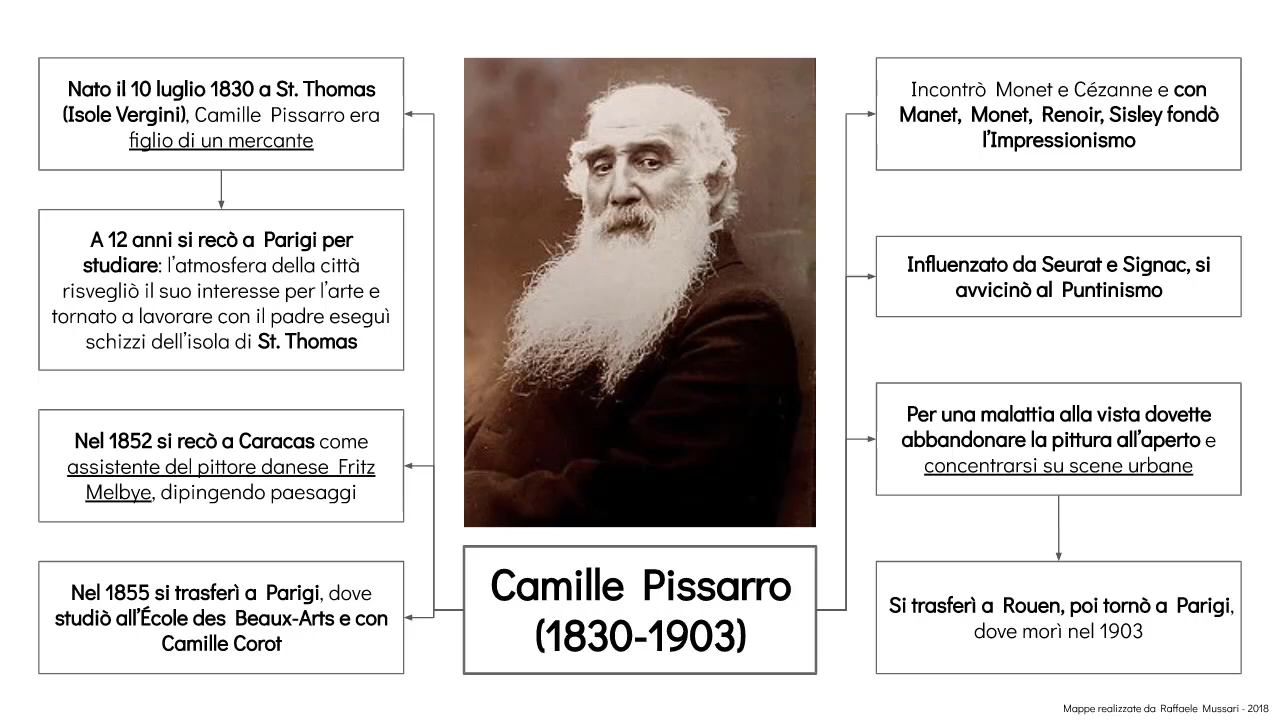 Nato il 10 luglio 1830 a St. Thomas
(Isole Vergini), Camille Pissarro era
figlio di un mercante
A 12 anni si recò a Parigi per
studiare: l'atmosfera della città
risvegliò il suo interesse per l'arte e
tornato a lavorare con il padre eseguì
schizzi dell'isola di St. Thomas
Nel 1852 si recò a Caracas come
assistente del pittore danese Fritz
Melbye, dipingendo paesaggi
Nel 1855 si trasferì a Parigi, dove
studiò all'École des Beaux-Arts e con
Camille Corot
Camille Pissarro
(1830-1903)
Incontrò Monet e Cézanne e con
Manet, Monet, Renoir, Sisley fondò
l'Impressionismo
Influenzato da Seurat e Signac, si
avvicinò al Puntinismo
Per una malattia alla vista dovette
abbandonare la pittura all'aperto e
concentrarsi su scene urbane
Si trasferì a Rouen, poi tornò a Parigi,
dove morì nel 1903
Mappe realizzate da Raffaele Mussari - 2018